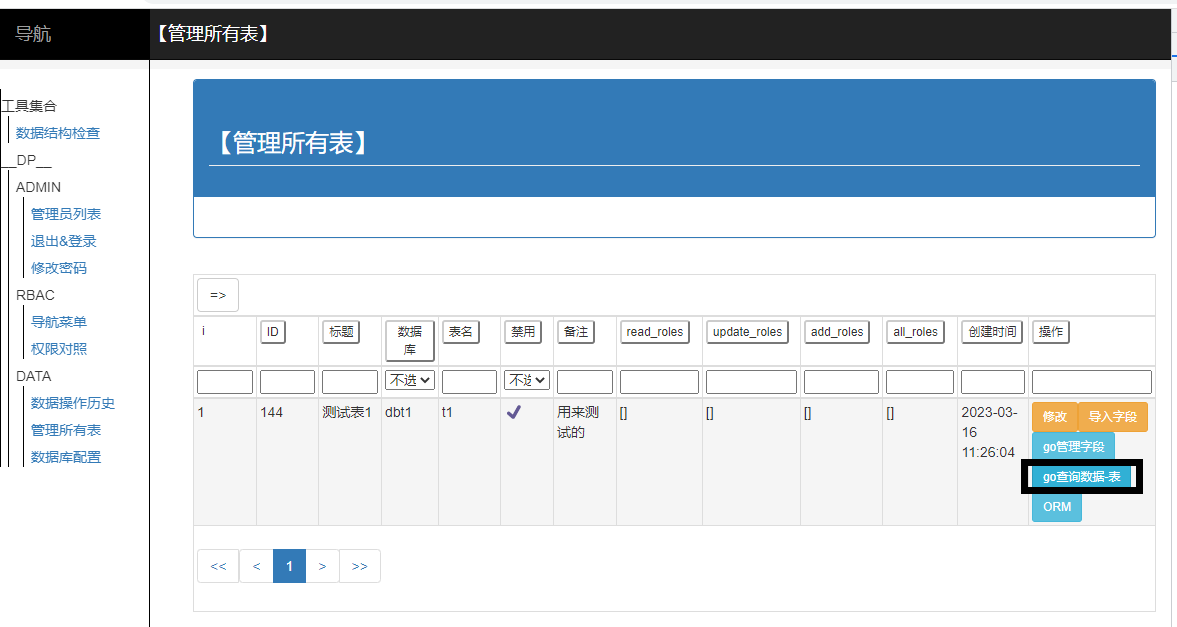 导航
【管理所有表】
工具集合
数据结构检查
__DP__
ADMIN
管理员列表
退出&登录
修改密码
RBAC
导航菜单
权限对照
DATA
数据操作历史
管理所有表
数据库配置
【管理所有表】
=>
i ID 标题 数据库 表名 禁用 备注 read_roles update_roles add_roles all_roles 创建时间 操作
不选 不选
1 144 测试表1 dbt1 t1 用来测试的 [] [] [] [] 2023-03-16 11:26:04 修改 导入字段
go管理字段
go查询数据-表
ORM
<< < 1 > >>